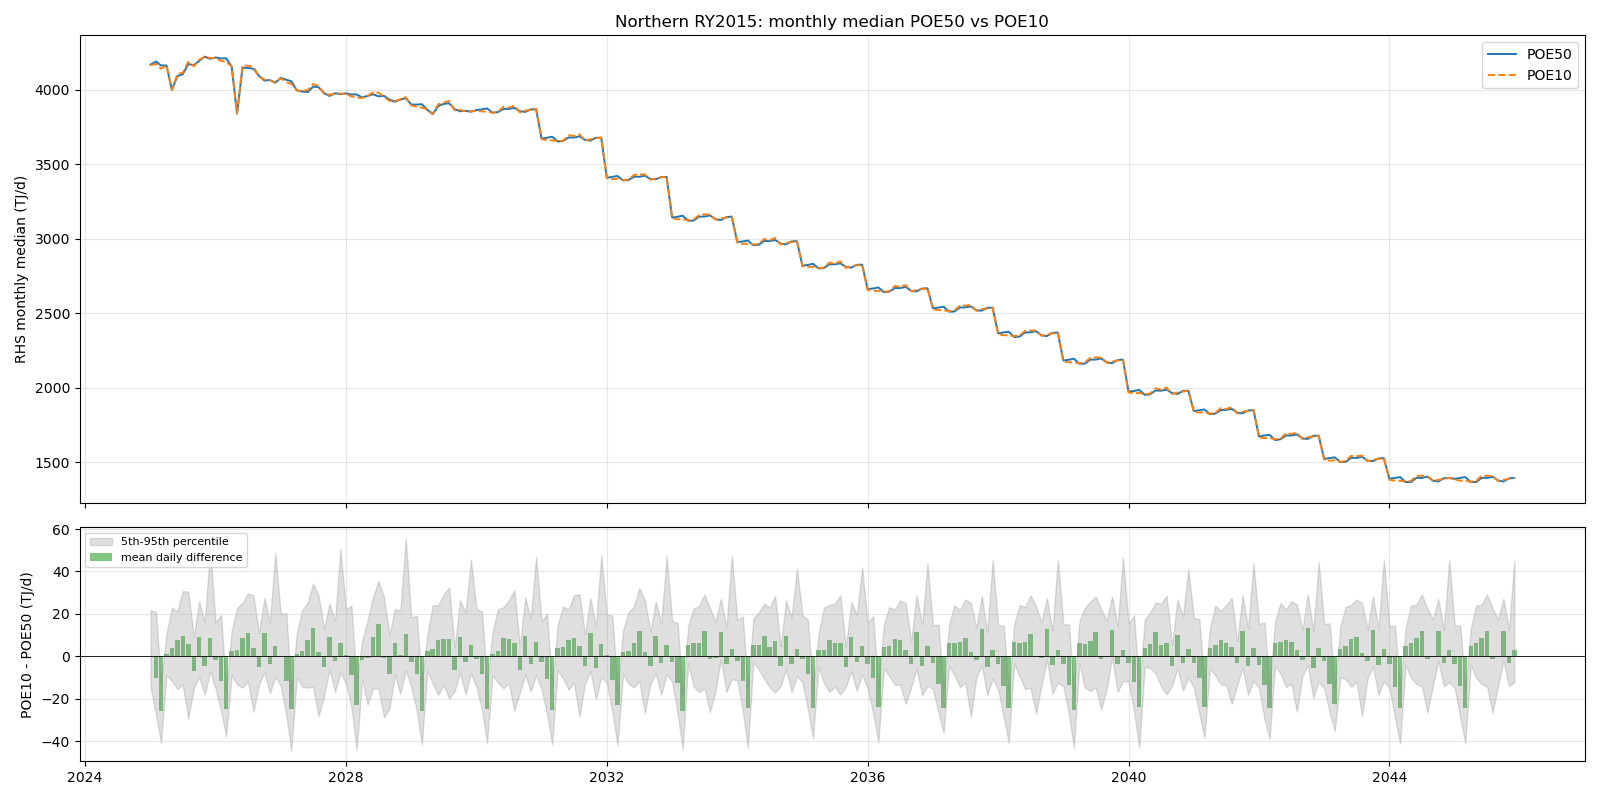 Northern RY2015: monthly median POE50 vs POE10
POE50
POE10
RHS monthly median (TJ/d)
4000
3500
3000
2500
2000
1500
5th-95th percentile
mean daily difference
POE10 - POE50 (TJ/d)
60
40
20
0
−20
−40
2024
2028
2032
2036
2040
2044